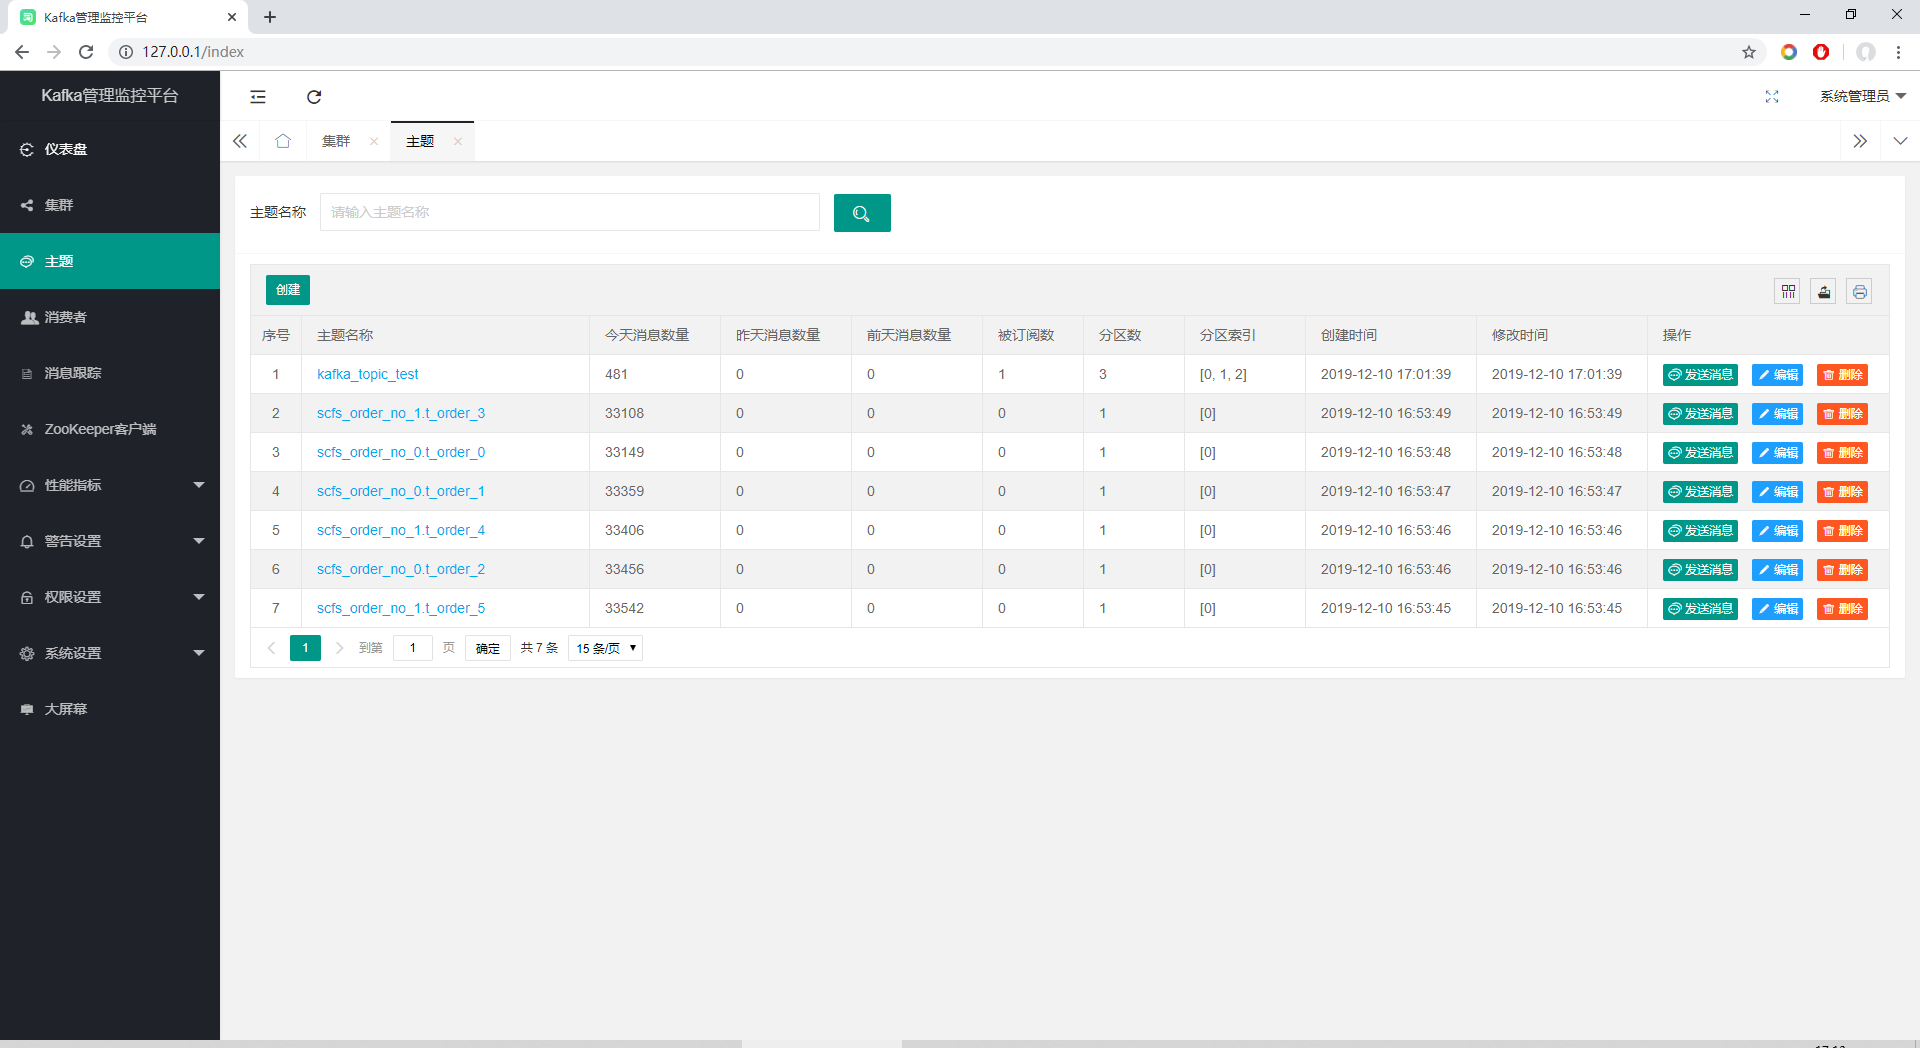 Kafka管理监控平台
127.0.0.1/index
Kafka管理监控平台
系统管理员
仪表盘
集群
主题
消费者
消息跟踪
ZooKeeper客户端
性能指标
警告设置
权限设置
系统设置
大屏幕
集群 主题
主题名称 请输入主题名称
创建
序号 主题名称 今天消息数量 昨天消息数量 前天消息数量 被订阅数 分区数 分区索引 创建时间 修改时间 操作
1 kafka_topic_test 481 0 0 1 3 [0, 1, 2] 2019-12-10 17:01:39 2019-12-10 17:01:39 发送消息 编辑 删除
2 scfs_order_no_1.t_order_3 33108 0 0 0 1 [0] 2019-12-10 16:53:49 2019-12-10 16:53:49 发送消息 编辑 删除
3 scfs_order_no_0.t_order_0 33149 0 0 0 1 [0] 2019-12-10 16:53:48 2019-12-10 16:53:48 发送消息 编辑 删除
4 scfs_order_no_0.t_order_1 33359 0 0 0 1 [0] 2019-12-10 16:53:47 2019-12-10 16:53:47 发送消息 编辑 删除
5 scfs_order_no_1.t_order_4 33406 0 0 0 1 [0] 2019-12-10 16:53:46 2019-12-10 16:53:46 发送消息 编辑 删除
6 scfs_order_no_0.t_order_2 33456 0 0 0 1 [0] 2019-12-10 16:53:46 2019-12-10 16:53:46 发送消息 编辑 删除
7 scfs_order_no_1.t_order_5 33542 0 0 0 1 [0] 2019-12-10 16:53:45 2019-12-10 16:53:45 发送消息 编辑 删除
1 到第 1 页 确定 共 7 条 15 条/页